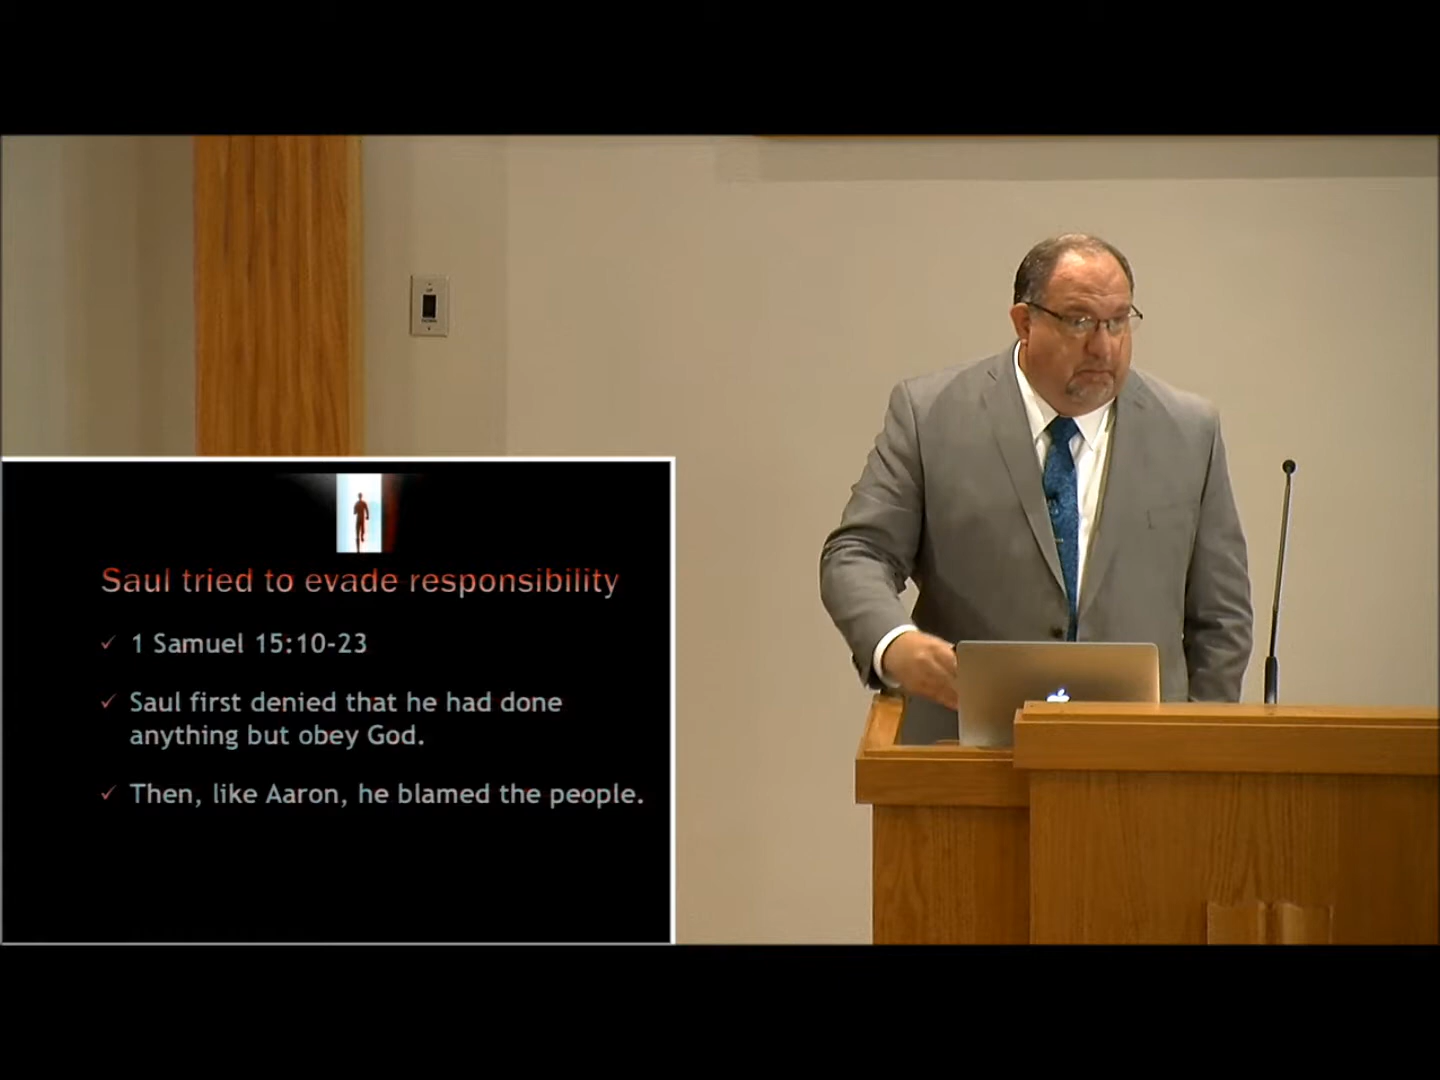 Saul tried to evade responsibility
✓ 1 Samuel 15:10-23
✓ Saul first denied that he had done
anything but obey God.
✓ Then, like Aaron, he blamed the people.